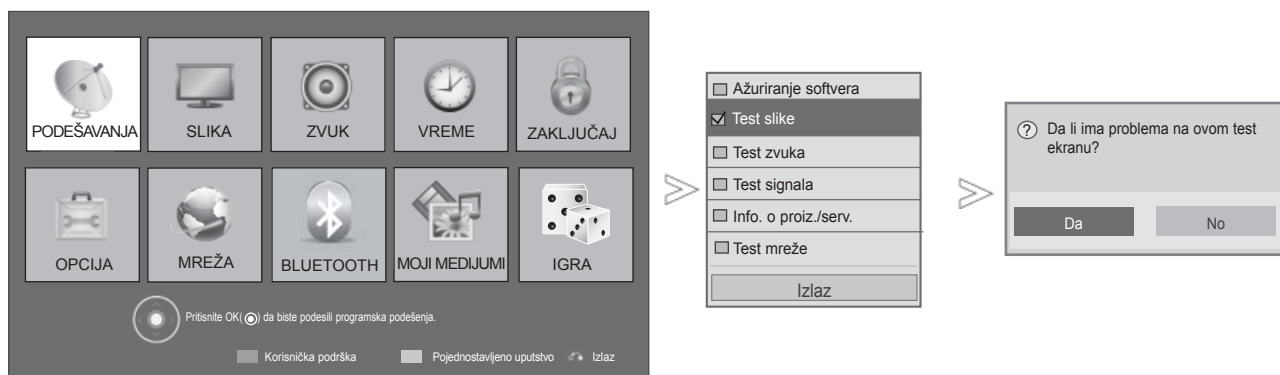 PODEŠAVANJA
SLIKA
ZVUK
VREME
ZAKLJUČAJ
OPCIJA
MREŽA
BLUETOOTH
MOJI MEDIJUMI
IGRA
Pritisnite OK( ) da biste podesili programska podešenja.
Korisnička podrška
Pojednostavljeno uputstvo
Izlaz
Ažuriranje softvera
Test slike
Test zvuka
Test signala
Info. o proiz./serv.
Test mreže
Izlaz
? Da li ima problema na ovom test
ekranu?
Da
No